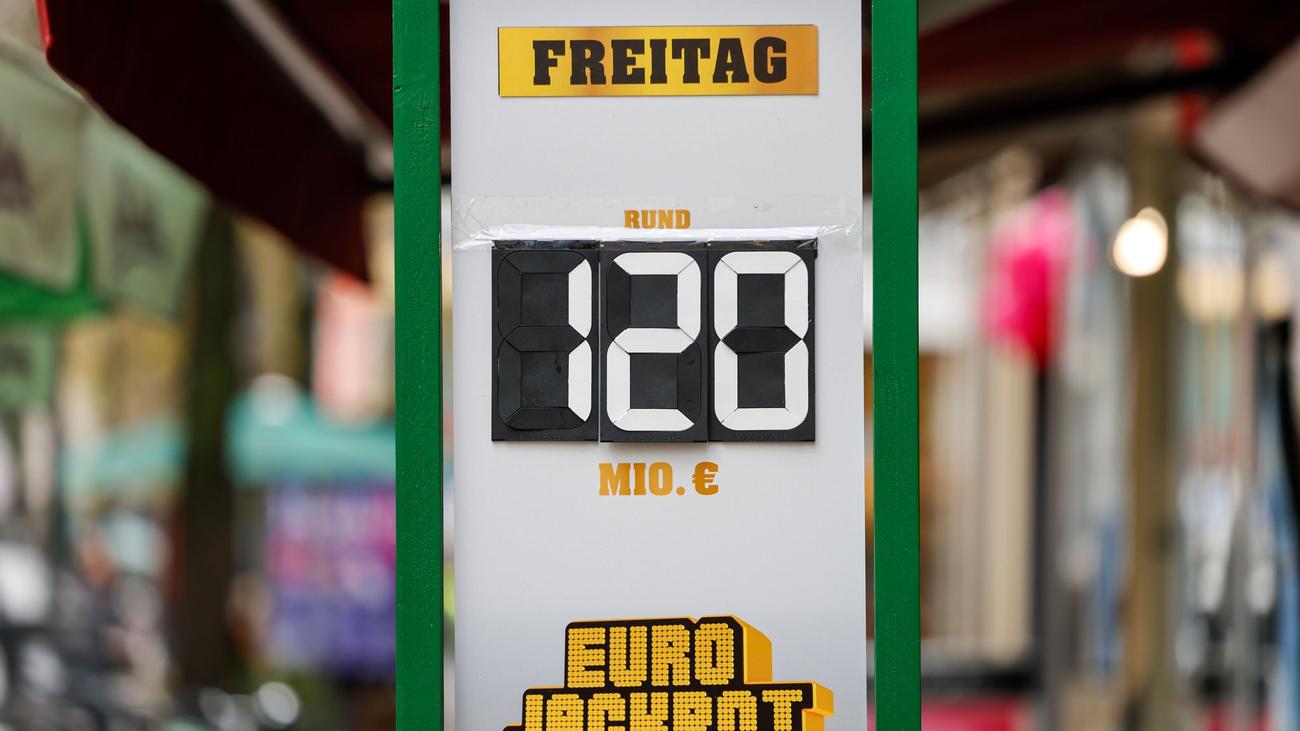 FREITAG
RUND
120
MIO. €
EURO
JACKPOT